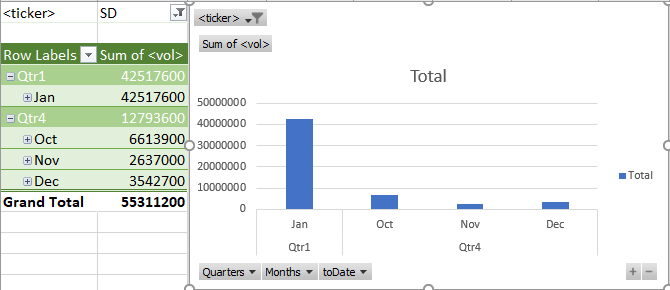 <ticker> SD
Row Labels Sum of <vol>
Qtr1 42517600
Jan 42517600
Qtr4 12793600
Oct 6613900
Nov 2637000
Dec 3542700
Grand Total 55311200
<ticker>
Sum of <vol>
Total
50000000
40000000
30000000
20000000
10000000
0
Jan Oct Nov Dec
Qtr1 Qtr4
Total
Quarters Months toDate
+ −